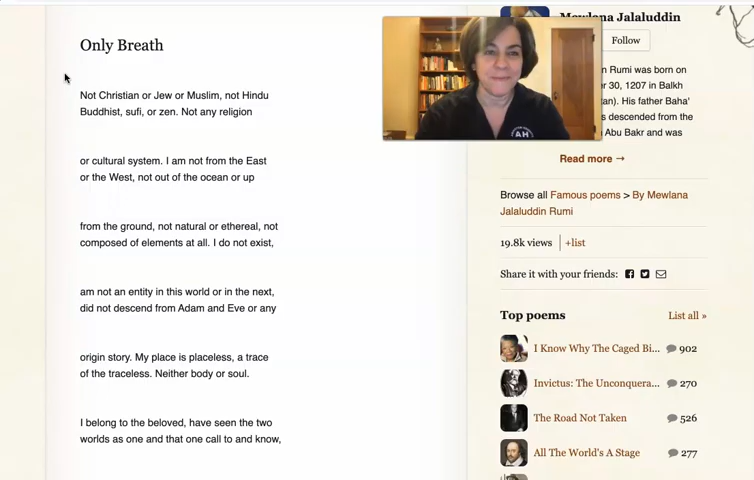 Only Breath
Not Christian or Jew or Muslim, not Hindu
Buddhist, sufi, or zen. Not any religion
or cultural system. I am not from the East
or the West, not out of the ocean or up
from the ground, not natural or ethereal, not
composed of elements at all. I do not exist,
am not an entity in this world or in the next,
did not descend from Adam and Eve or any
origin story. My place is placeless, a trace
of the traceless. Neither body or soul.
I belong to the beloved, have seen the two
worlds as one and that one call to and know,
AH
Mewlana Jalaluddin
Follow
n Rumi was born on
r 30, 1207 in Balkh
tan). His father Baha'
s descended from the
Abu Bakr and was
Read more →
Browse all Famous poems > By Mewlana
Jalaluddin Rumi
19.8k views +list
Share it with your friends:
Top poems List all »
I Know Why The Caged Bi... 902
Invictus: The Unconquera... 270
The Road Not Taken 526
All The World's A Stage 277